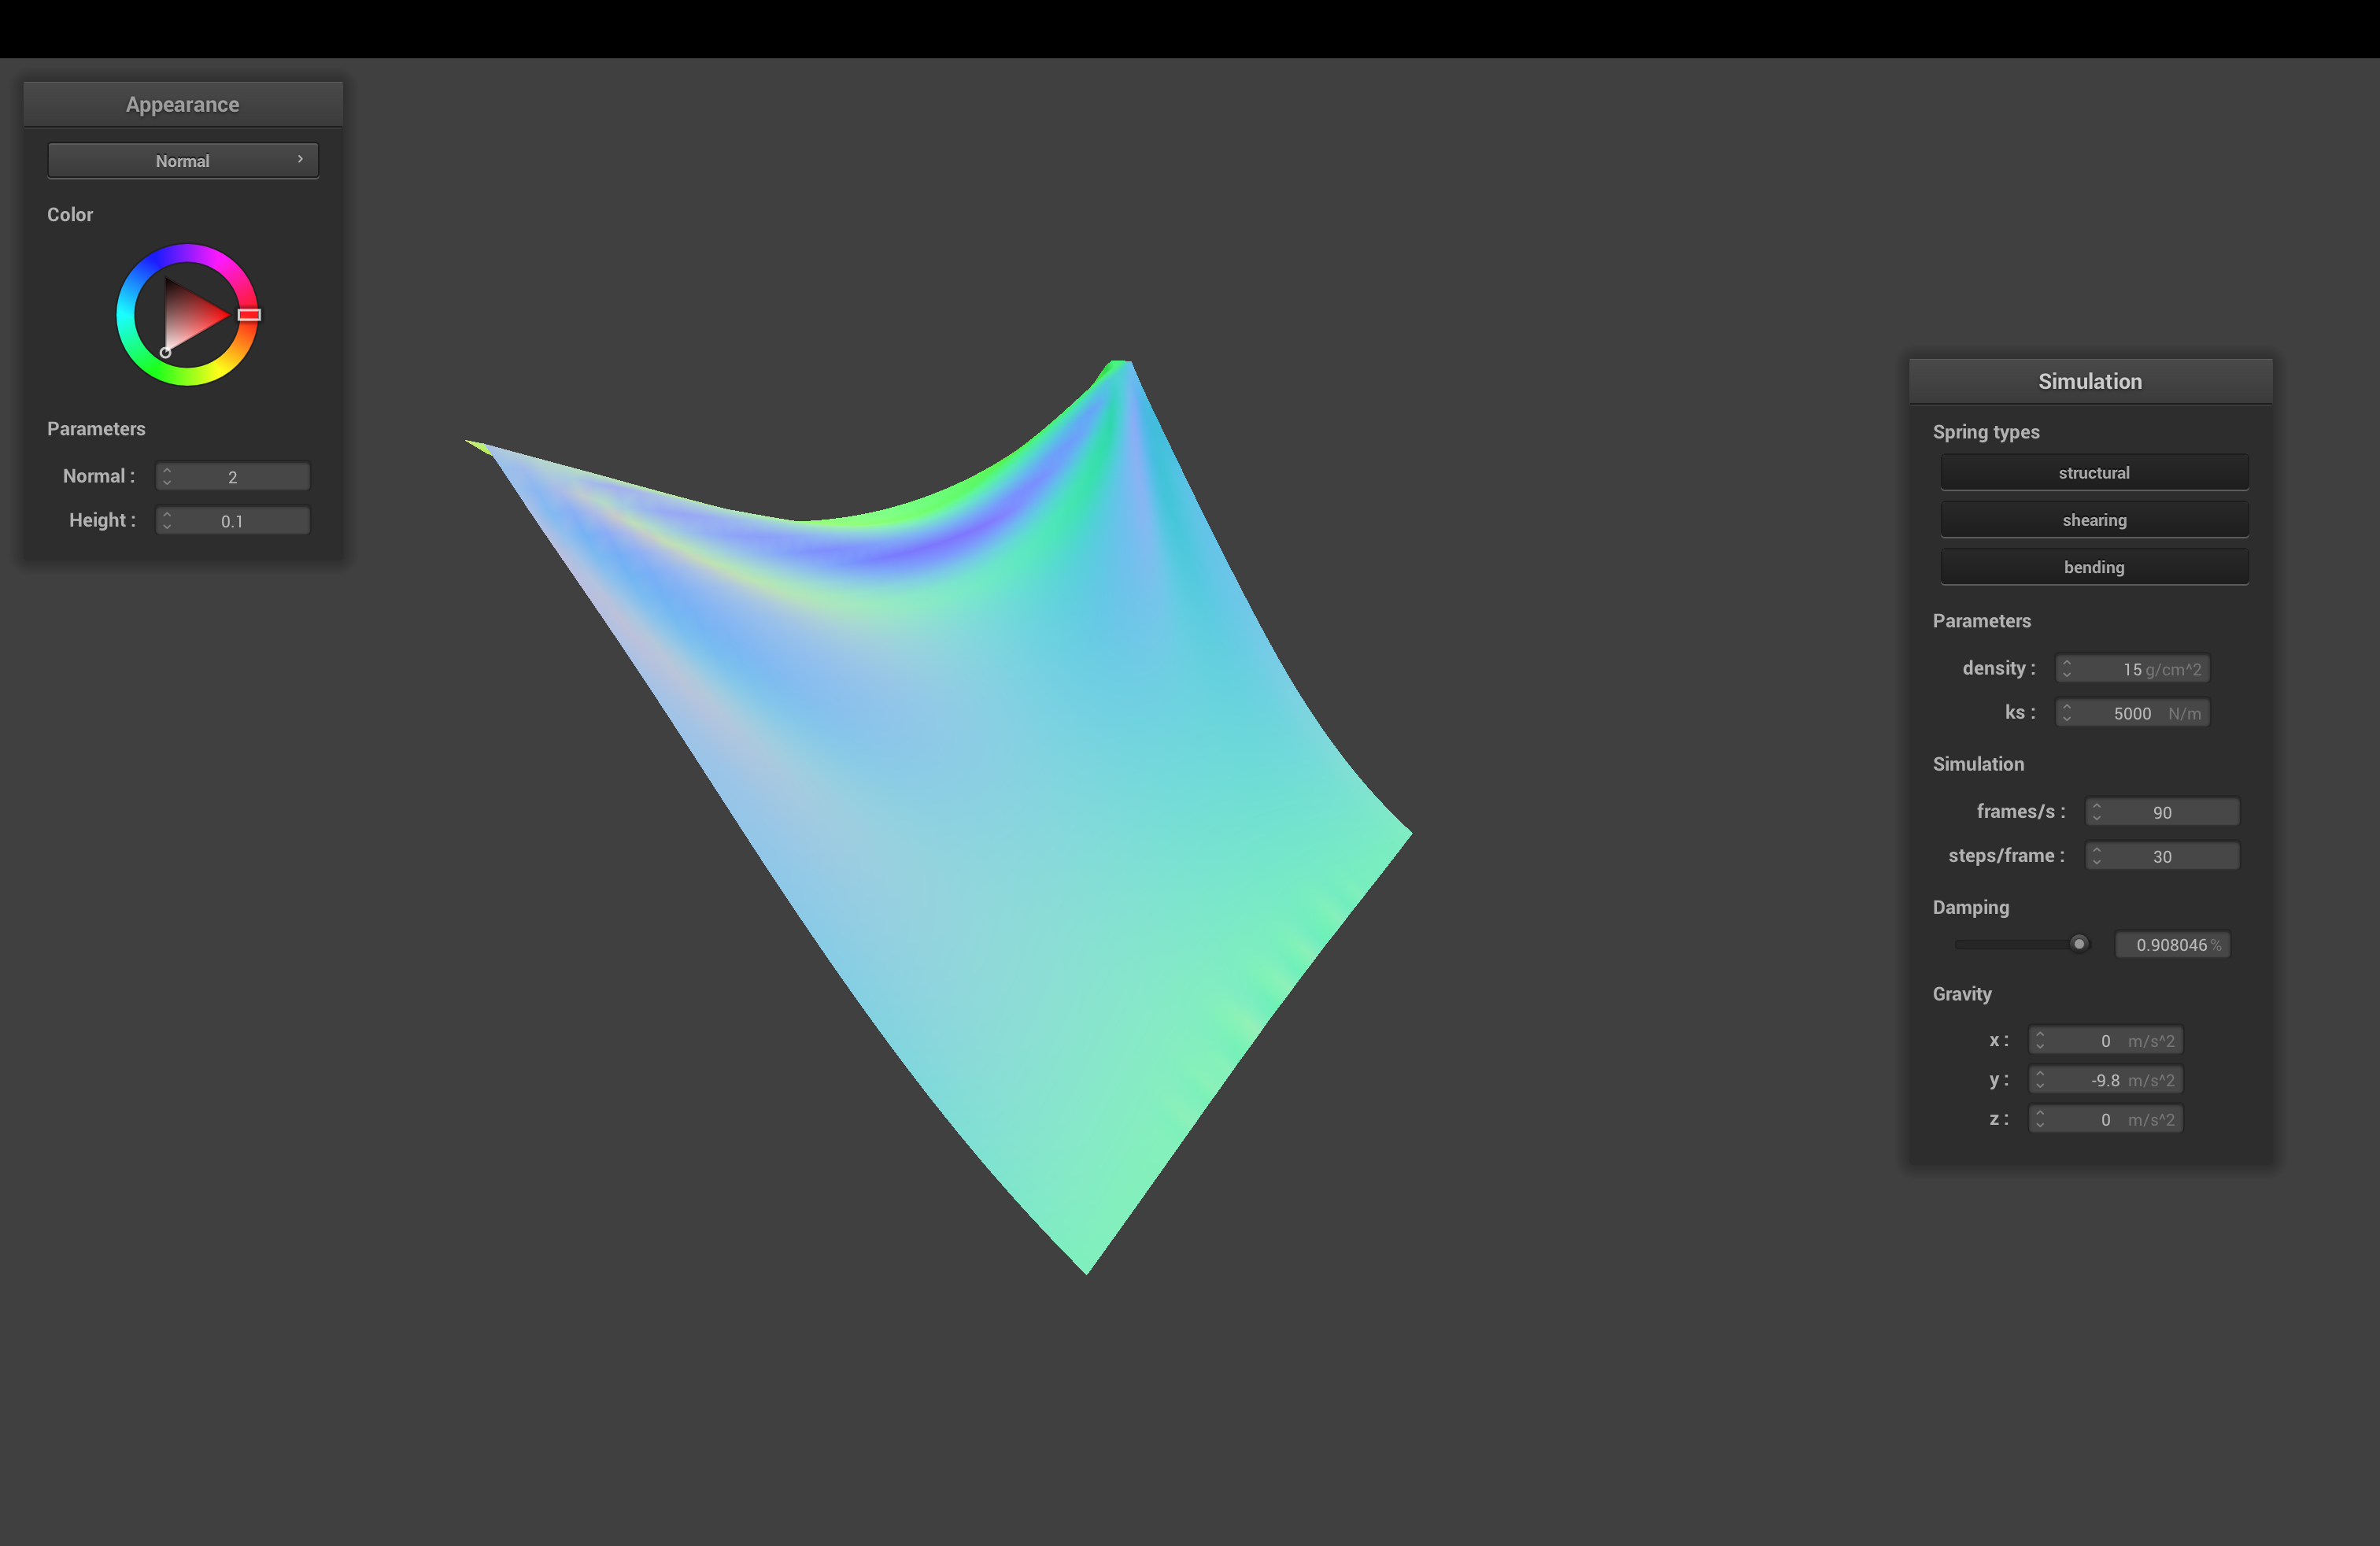 Appearance
Normal
Color
Parameters
Normal : 2
Height : 0.1
Simulation
Spring types
structural
shearing
bending
Parameters
density : 15 g/cm^2
ks : 5000 N/m
Simulation
frames/s : 90
steps/frame : 30
Damping
0.908046 %
Gravity
x : 0 m/s^2
y : -9.8 m/s^2
z : 0 m/s^2